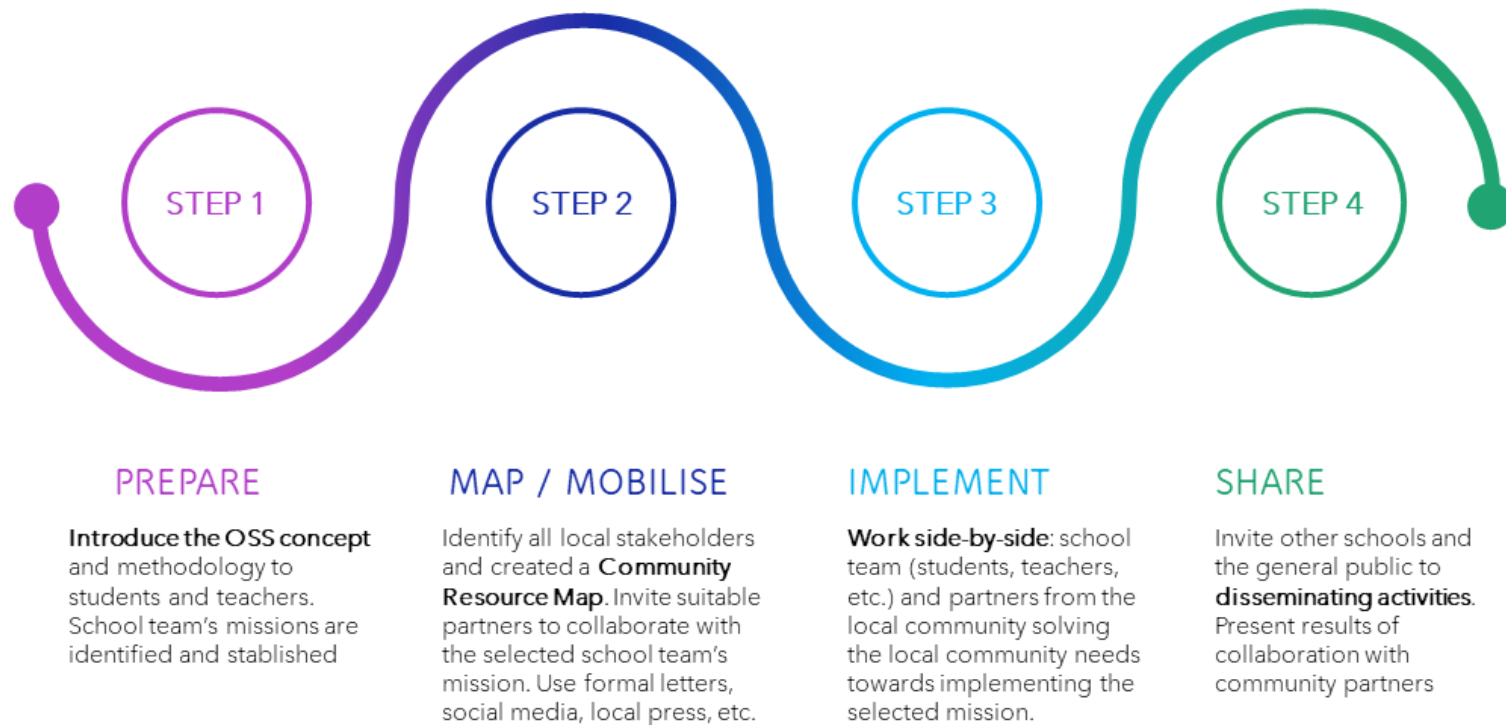 STEP 1
STEP 2
STEP 3
STEP 4
PREPARE
Introduce the OSS concept
and methodology to
students and teachers.
School team's missions are
identified and stablished
MAP / MOBILISE
Identify all local stakeholders
and created a Community
Resource Map. Invite suitable
partners to collaborate with
the selected school team's
mission. Use formal letters,
social media, local press, etc.
IMPLEMENT
Work side-by-side: school
team (students, teachers,
etc.) and partners from the
local community solving
the local community needs
towards implementing the
selected mission.
SHARE
Invite other schools and
the general public to
disseminating activities.
Present results of
collaboration with
community partners